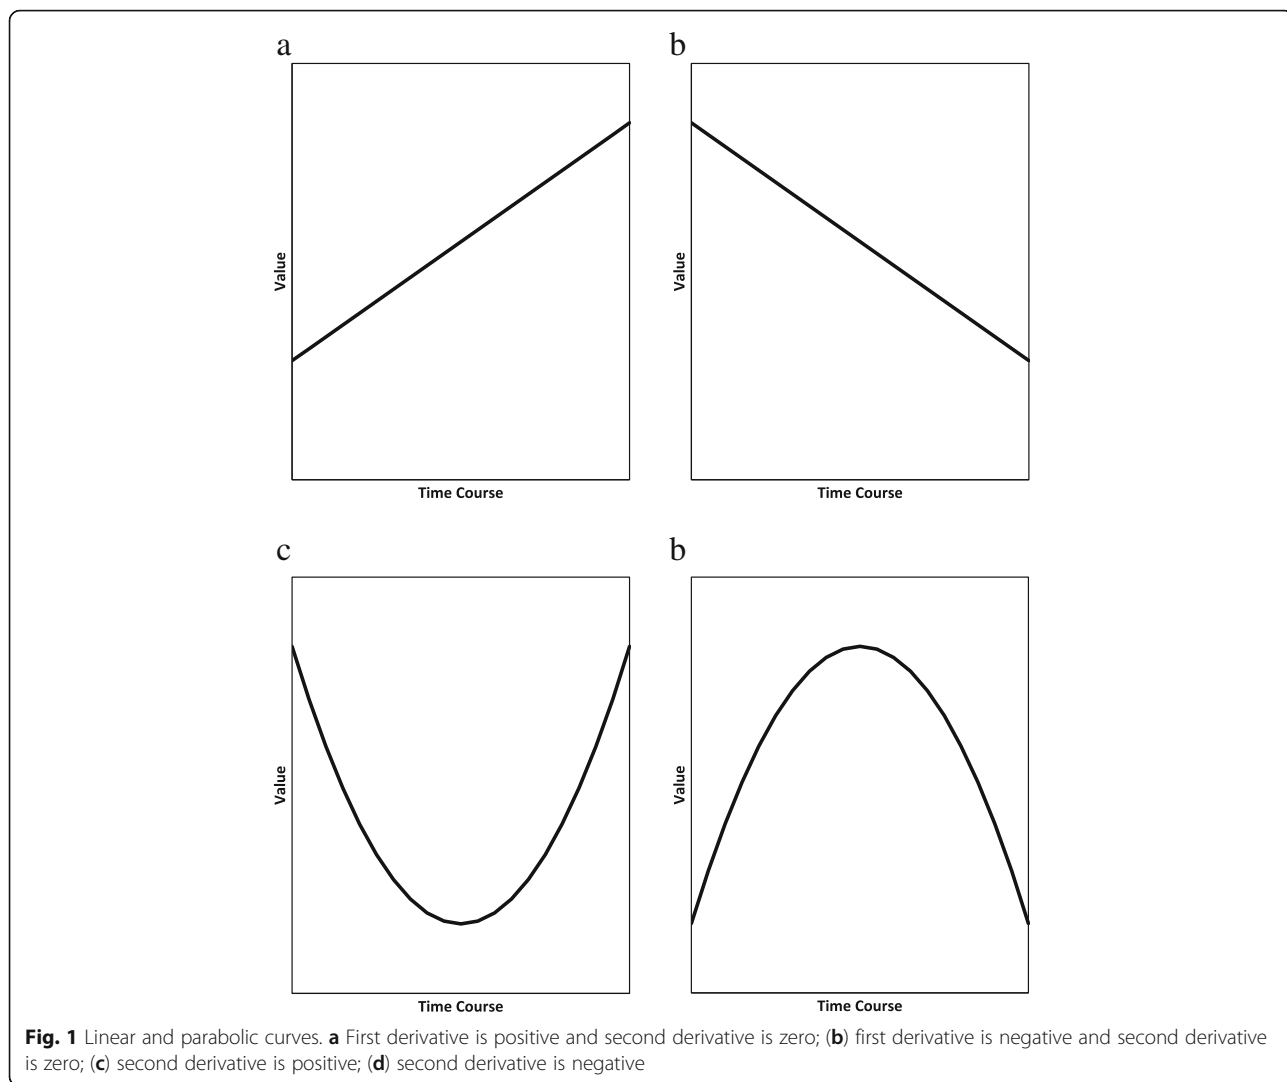 a
b
Value
Value
Time Course
Time Course
c
b
Value
Value
Time Course
Time Course
Fig. 1 Linear and parabolic curves. a First derivative is positive and second derivative is zero; (b) first derivative is negative and second derivative
is zero; (c) second derivative is positive; (d) second derivative is negative